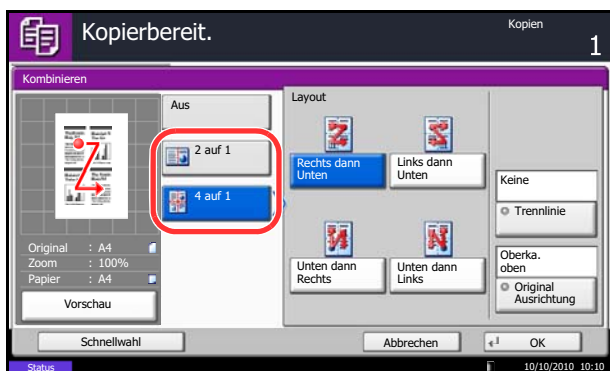 Kopierbereit.
Kopien
1
Kombinieren
Aus
2 auf 1
4 auf 1
Layout
Rechts dann
Unten
Links dann
Unten
Unten dann
Rechts
Unten dann
Links
Keine
Trennlinie
Oberka.
oben
Original
Ausrichtung
Original : A4
Zoom : 100%
Papier : A4
Vorschau
Schnellwahl
Abbrechen
OK
Status
10/10/2010 10:10